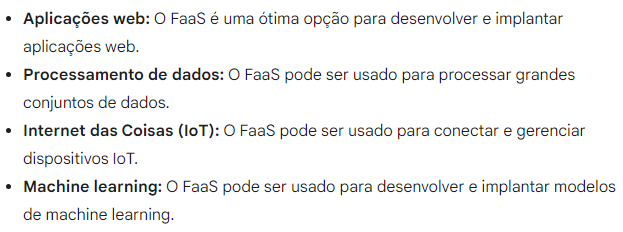 • Aplicações web: O FaaS é uma ótima opção para desenvolver e implantar
aplicações web.
• Processamento de dados: O FaaS pode ser usado para processar grandes
conjuntos de dados.
• Internet das Coisas (IoT): O FaaS pode ser usado para conectar e gerenciar
dispositivos IoT.
• Machine learning: O FaaS pode ser usado para desenvolver e implantar modelos
de machine learning.